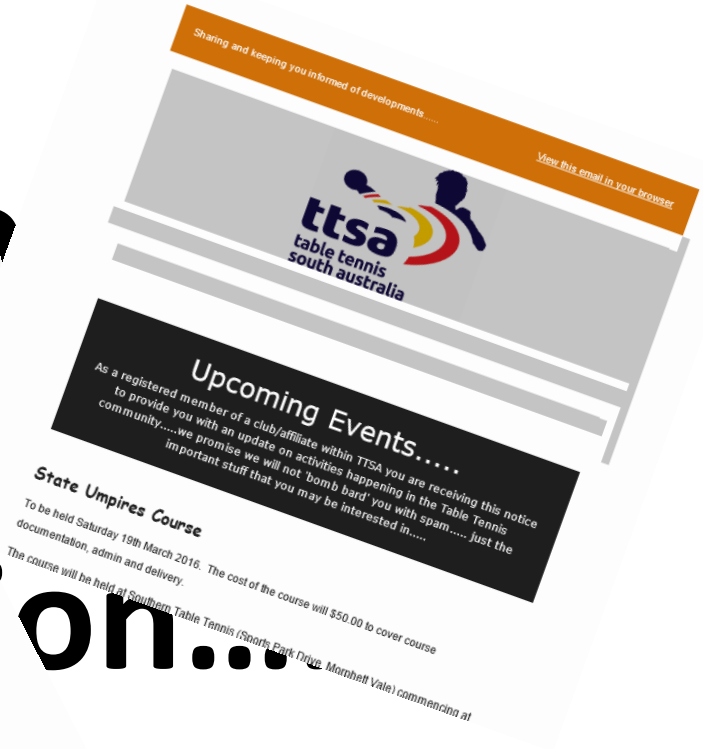 Sharing and keeping you informed of developments.....
View this email in your browser
ttsa
table tennis
south australia
Upcoming Events.....
As a registered member of a club/affiliate within TTSA you are receiving this notice
to provide you with an update on activities happening in the Table Tennis
community.....we promise we will not 'bomb bard' you with spam..... just the
important stuff that you may be interested in.....
State Umpires Course
To be held Saturday 19th March 2016. The cost of the course will $50.00 to cover course
documentation, admin and delivery.
The course will be held at Southern Table Tennis (Sports Park Drive, Morphett Vale) commencing at
on....